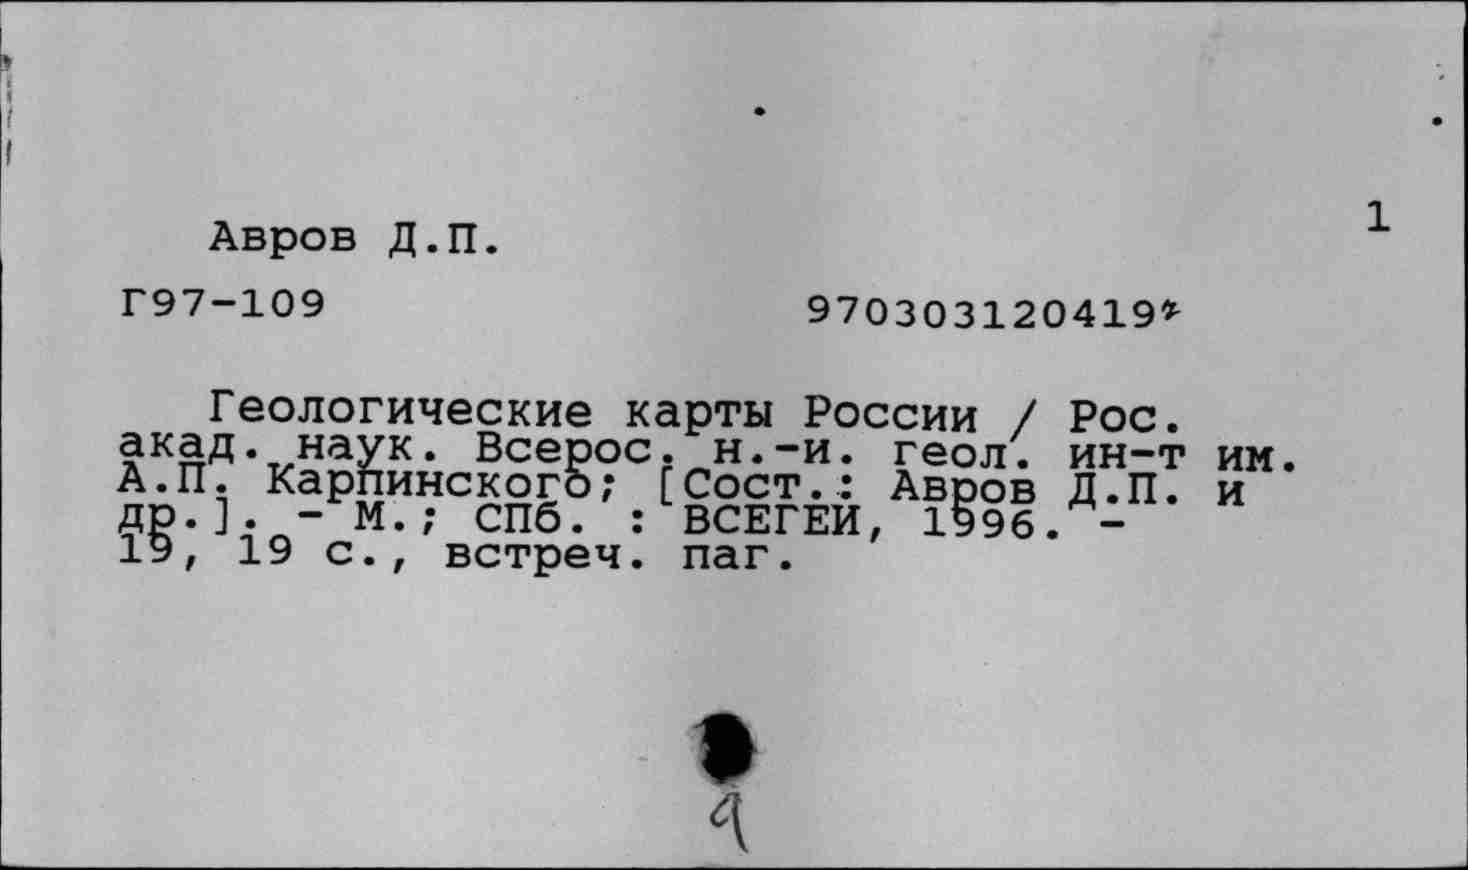 1
Авров Д.П.
Г97-109 970303120419*
Геологические карты России / Рос.
акад. наук. Всерос. н.-и. геол. ин-т им.
А.П. Карпинского; [Сост.: Авров Д.П. и
др.]. - М.; СПб. : ВСЕГЕИ, 1996. -
19, 19 с., встреч. паг.